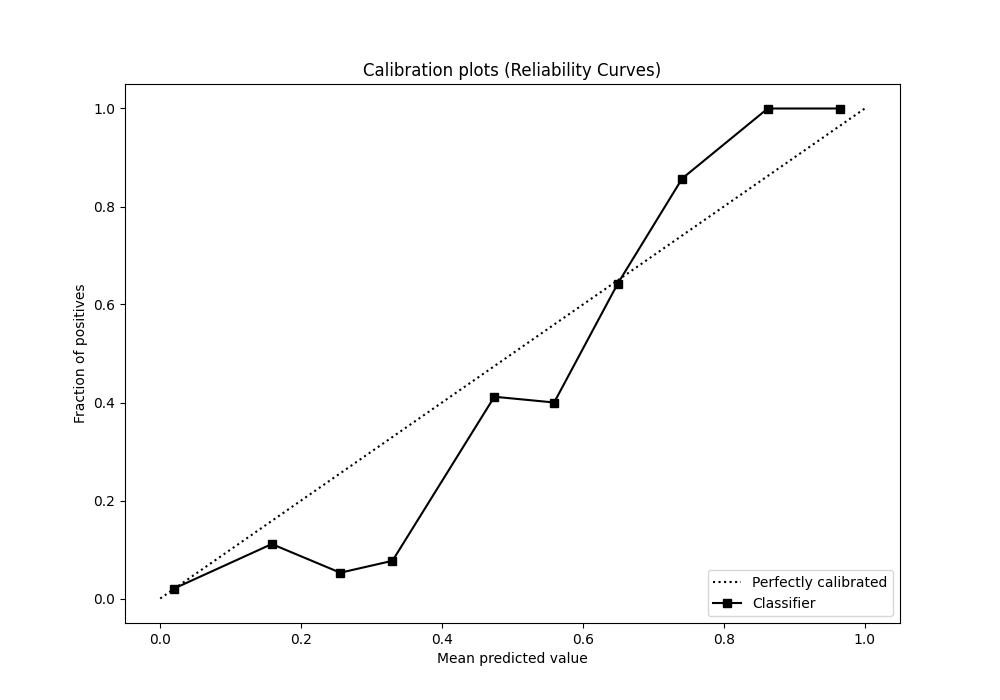 Calibration plots (Reliability Curves)
1.0
0.8
0.6
0.4
0.2
0.0
Fraction of positives
Perfectly calibrated
Classifier
0.0 0.2 0.4 0.6 0.8 1.0
Mean predicted value